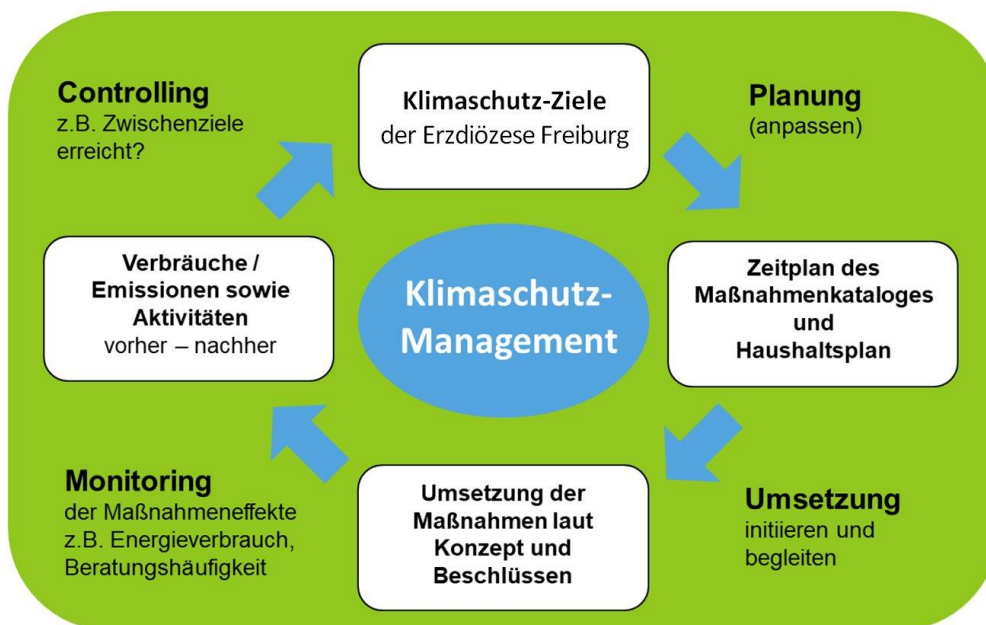 Klimaschutz-Ziele
der Erzdiözese Freiburg
Planung
(anpassen)
Zeitplan des
Maßnahmenkataloges
und
Haushaltsplan
Umsetzung
initiieren und
begleiten
Umsetzung der
Maßnahmen laut
Konzept und
Beschlüssen
Monitoring
der Maßnahmeneffekte
z.B. Energieverbrauch,
Beratungshäufigkeit
Verbräuche /
Emissionen sowie
Aktivitäten
vorher – nachher
Controlling
z.B. Zwischenziele
erreicht?
Klimaschutz-
Management